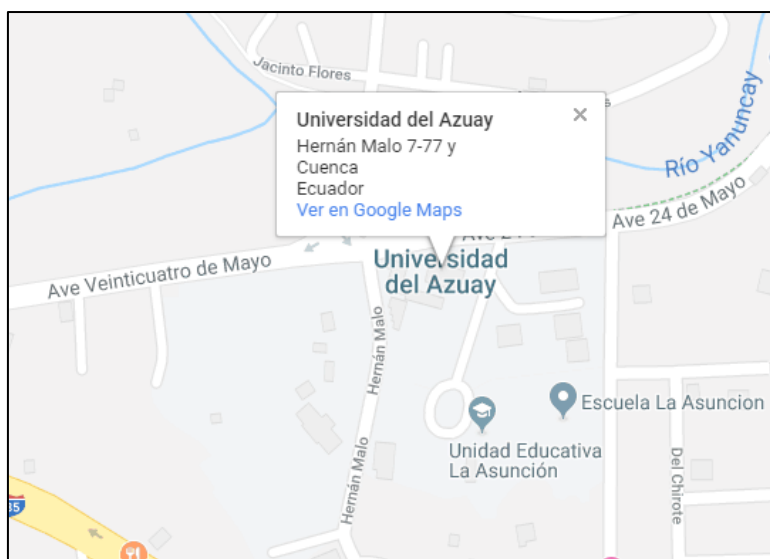 Jacinto Flores
Universidad del Azuay
Hernán Malo 7-77 y
Cuenca
Ecuador
Ver en Google Maps
Río Yanuncay
Ave 24 de Mayo
Ave Veinticuatro de Mayo
Universidad
del Azuay
Hernán Malo
Escuela La Asuncion
Unidad Educativa
La Asunción
Hernán Malo
Del Chirote
35